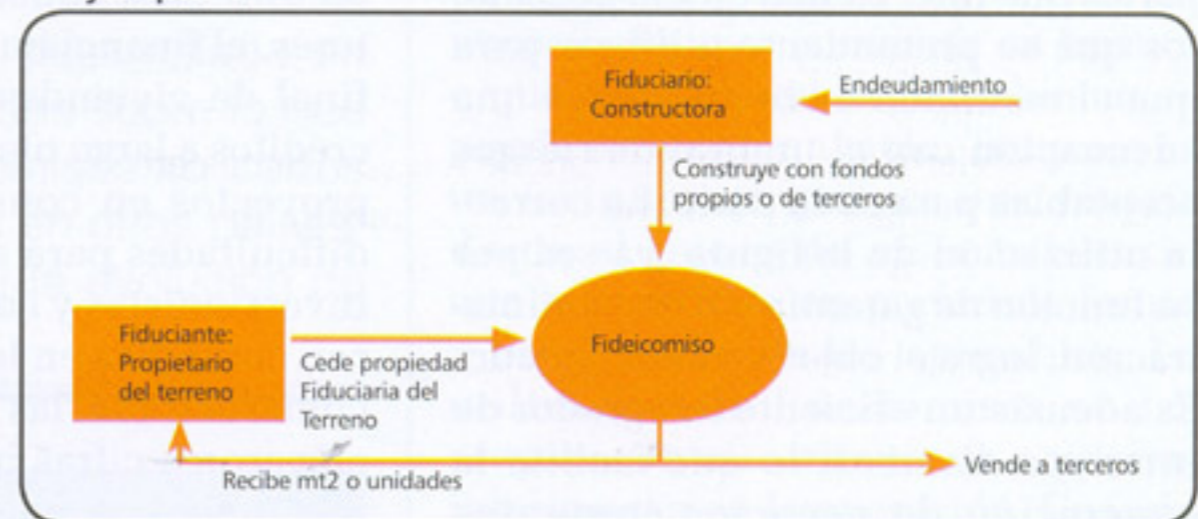 Fiduciario:
Constructora
Endeudamiento
Construye con fondos
propios o de terceros
Fiduciante:
Propietario
del terreno
Cede propiedad
Fiduciaria del
Terreno
Fideicomiso
Recibe mt2 o unidades
Vende a terceros